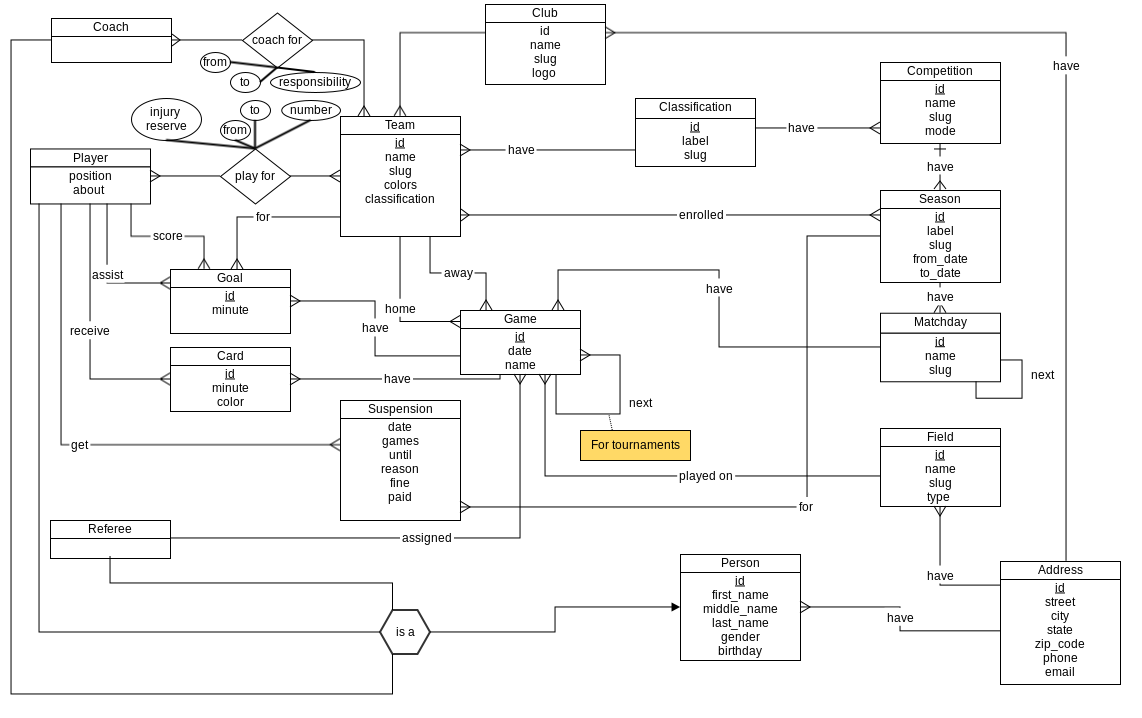 Coach
coach for
from
to
responsibility
Club
id
name
slug
logo
have
injury
reserve
to
from
number
Team
id
name
slug
colors
classification
Classification
id
label
slug
have
have
Competition
id
name
slug
mode
have
Player
position
about
play for
for
enrolled
Season
id
label
slug
from_date
to_date
have
score
assist
Goal
id
minute
away
home
have
receive
Game
id
date
name
have
Matchday
id
name
slug
next
Card
id
minute
color
have
next
For tournaments
get
Suspension
date
games
until
reason
fine
paid
Field
id
name
slug
type
played on
for
Referee
assigned
is a
Person
id
first_name
middle_name
last_name
gender
birthday
have
have
Address
id
street
city
state
zip_code
phone
email